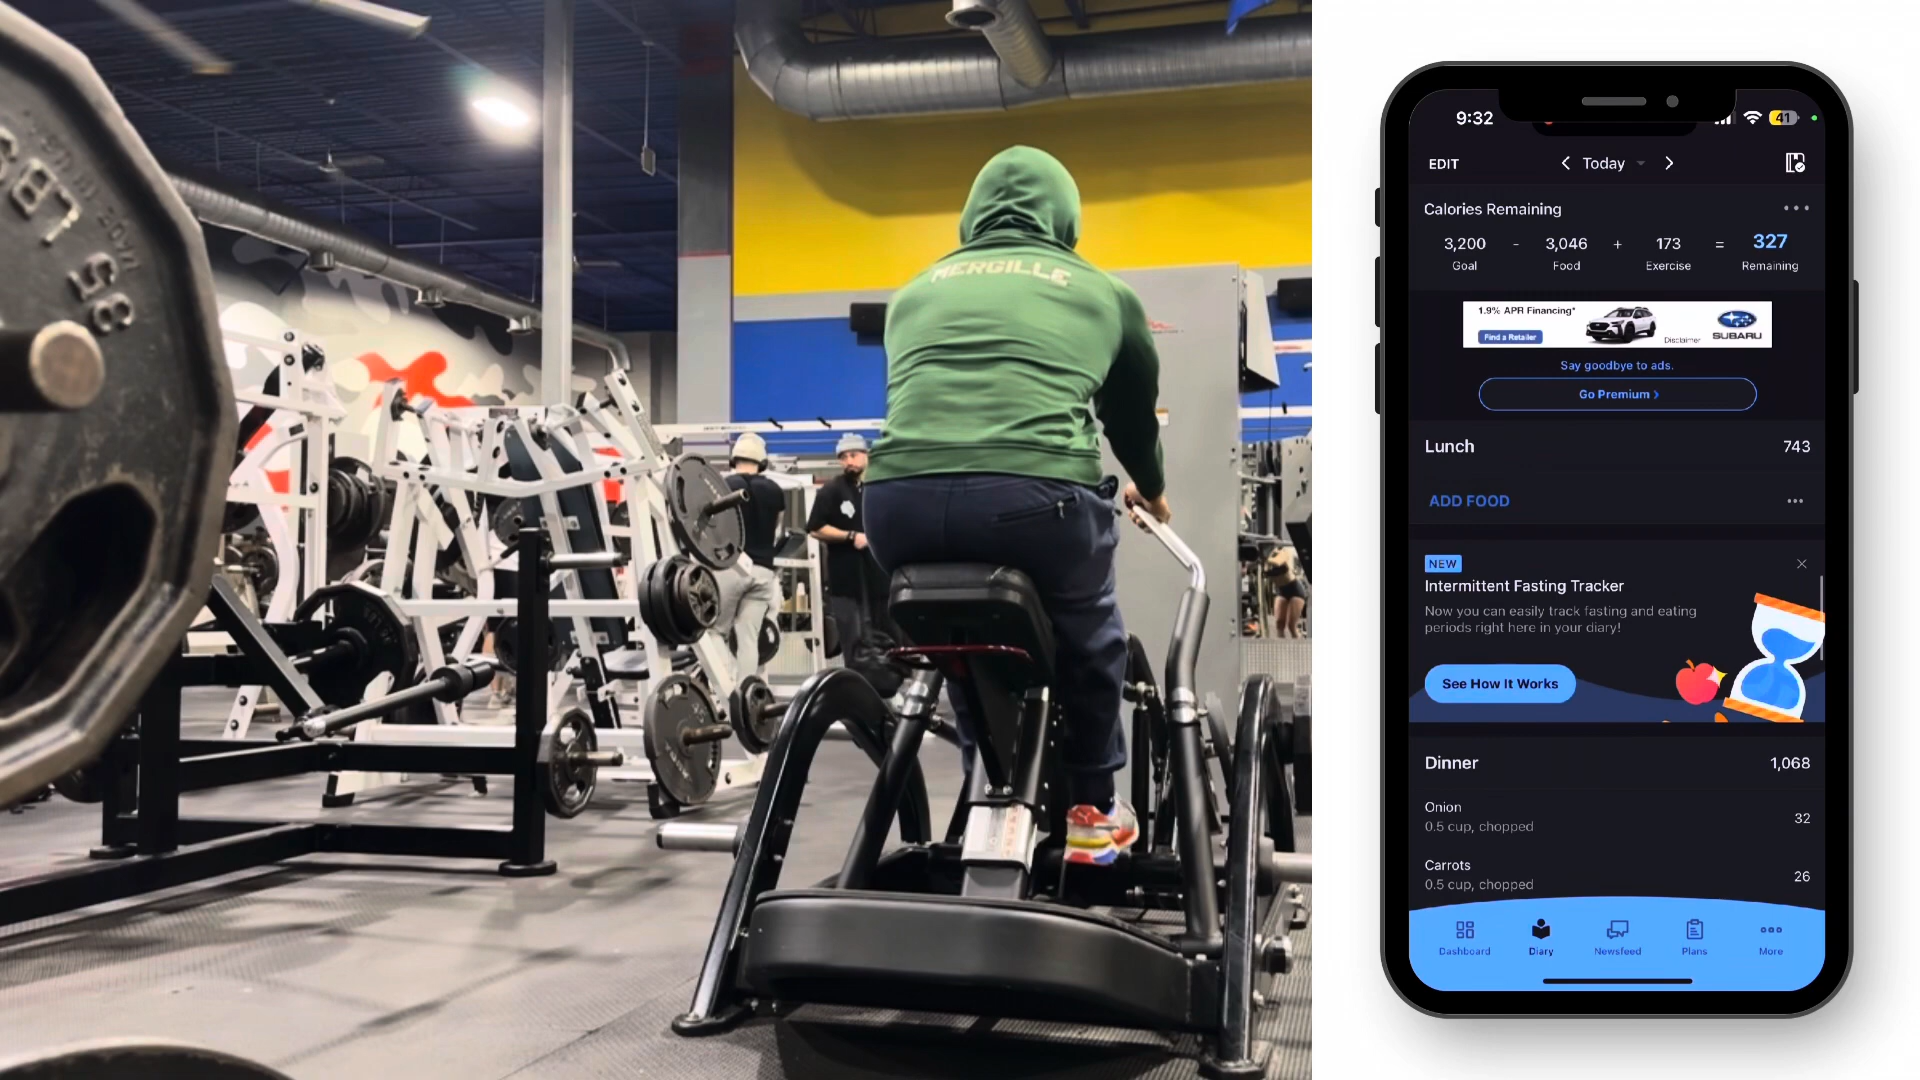 LBS
85
MERGILLE
9:32
41
EDIT
Today
Calories Remaining
3,200 - 3,046 + 173 = 327
Goal Food Exercise Remaining
1.9% APR Financing*
Find a Retailer
Disclaimer
SUBARU
Say goodbye to ads.
Go Premium
Lunch 743
ADD FOOD
NEW
Intermittent Fasting Tracker
Now you can easily track fasting and eating
periods right here in your diary!
See How It Works
Dinner 1,068
Onion
0.5 cup, chopped
32
Carrots
0.5 cup, chopped
26
Dashboard Diary Newsfeed Plans More